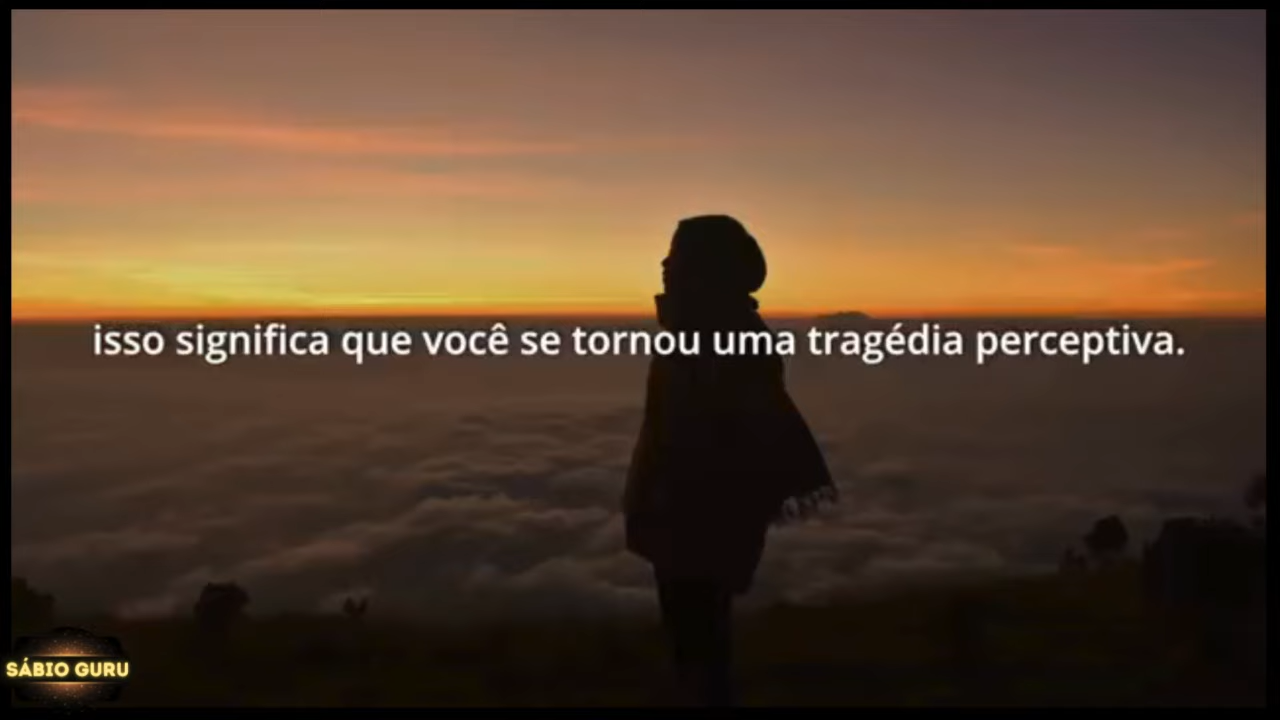 isso significa que você se tornou uma tragédia perceptiva.
SÁBIO GURU